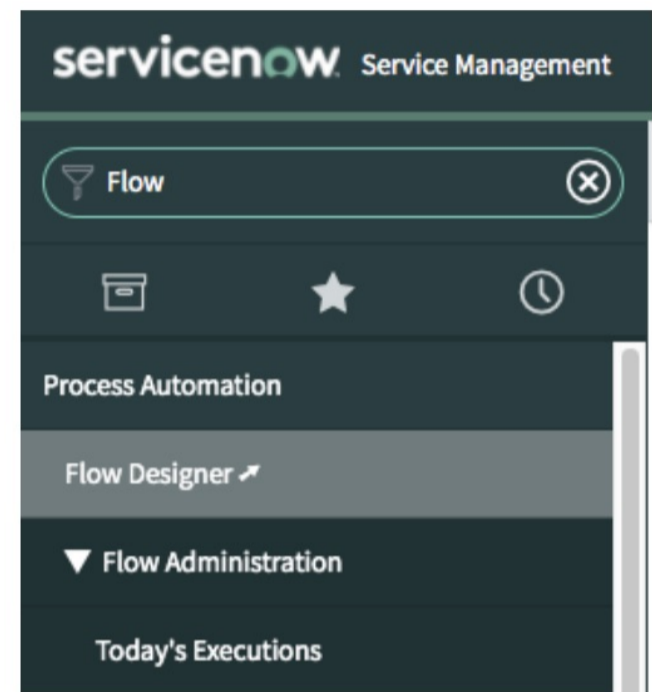 servicenow. Service Management
Flow
Process Automation
Flow Designer
Flow Administration
Today's Executions